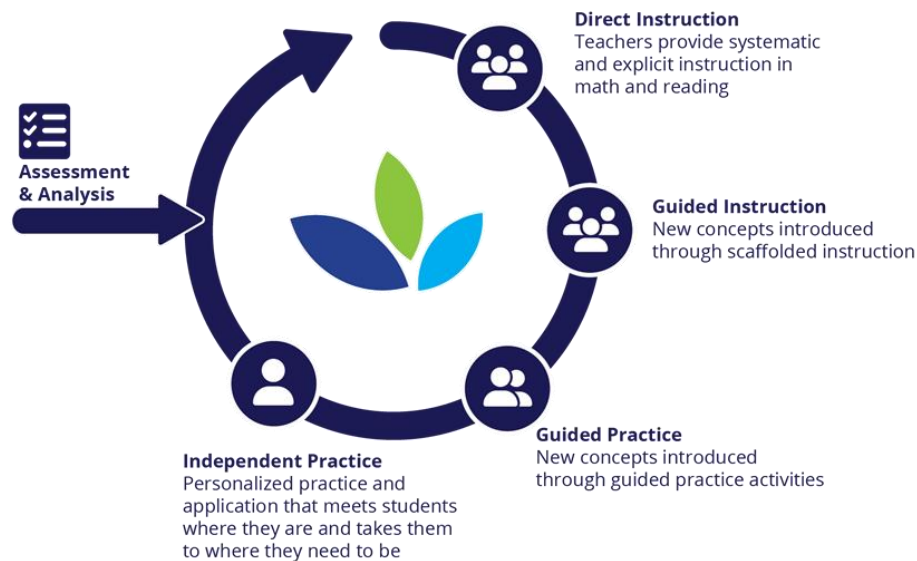 Direct Instruction
Teachers provide systematic
and explicit instruction in
math and reading
Assessment
& Analysis
Guided Instruction
New concepts introduced
through scaffolded instruction
Guided Practice
New concepts introduced
through guided practice activities
Independent Practice
Personalized practice and
application that meets students
where they are and takes them
to where they need to be